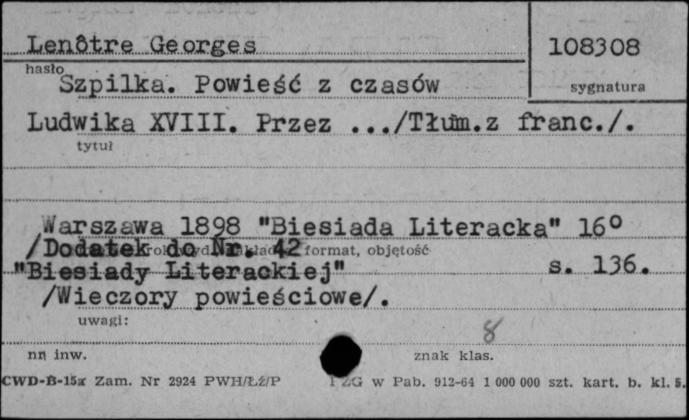 Lenôtre Georges
108308
hasło
sygnatura
Szpilka. Powieść z czasów
Ludwika XVIII. Przez .../Tłum.z franc./.
tytuł
Warszawa 1898 "Biesiada Literacka" 16°
/Dodatek do Nr. 42 format, objętość
"Biesiady Literackiej" s. 136.
/Wieczory powieściowe/.
uwagi:
8
nn inw.
znak klas.
CWD-B-15a Zam. Nr 2924 PWH/ŁŹ/P ZG w Pab. 912-64 1 000 000 szt. kart. b. kl. 5.